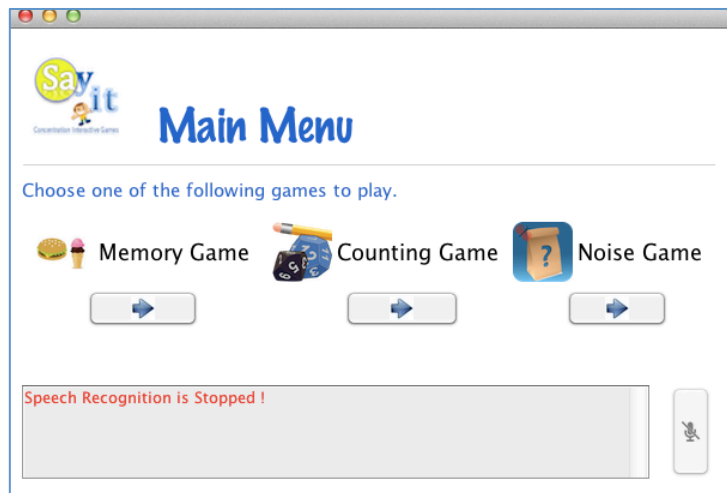 Say
it
Concentration Interactive Games
Main Menu
Choose one of the following games to play.
Memory Game
Counting Game
? Noise Game
Speech Recognition is Stopped !